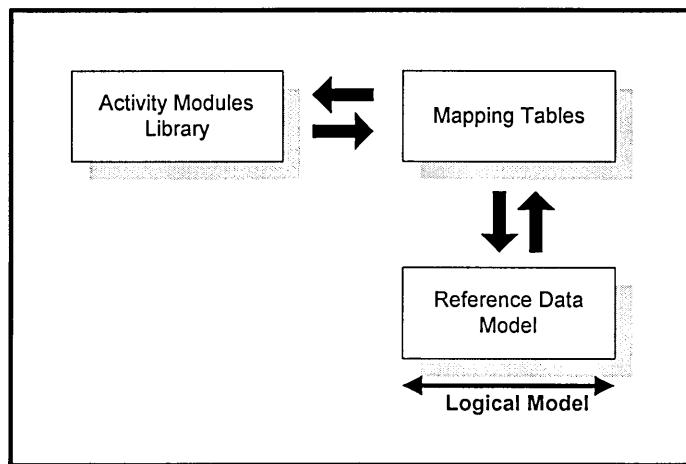 Activity Modules
Library
Mapping Tables
Reference Data
Model
Logical Model